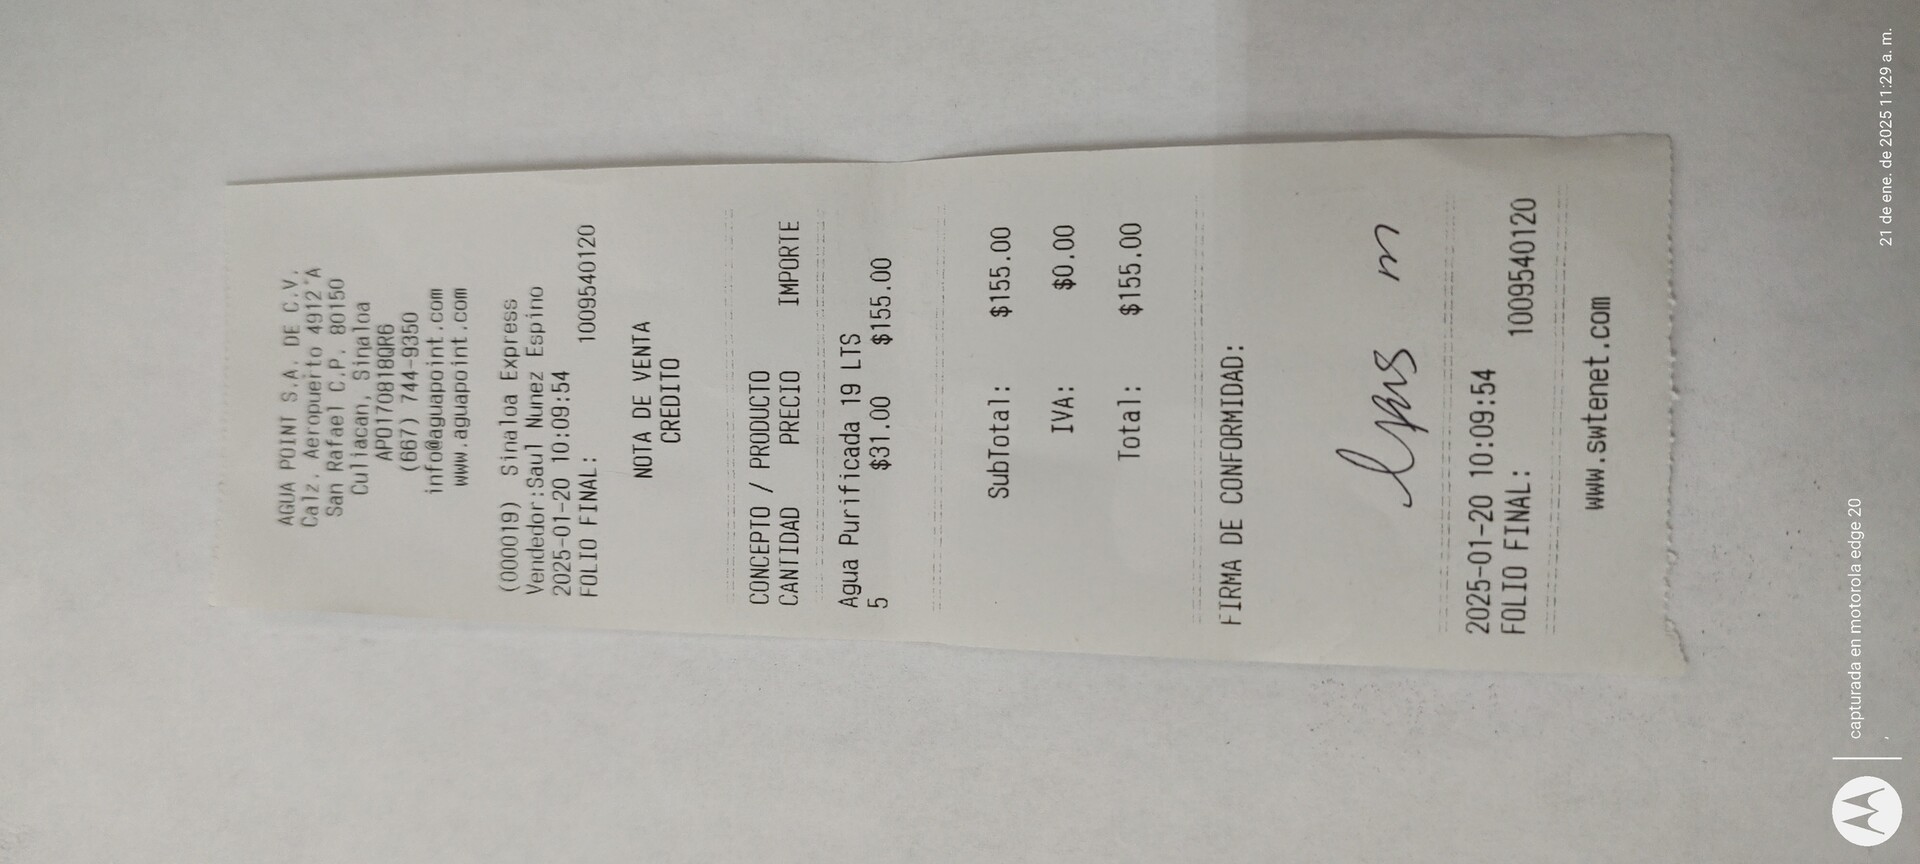 AGUA POINT S.A. DE C.V.
Calz. Aeropuerto 4912 "A
San Rafael C.P. 80150
Culiacan, Sinaloa
APO170818QR6
(667) 744-9350
info@aguapoint.com
www.aguapoint.com
(000019) Sinaloa Express
Vendedor:Saul Nunez Espino
2025-01-20 10:09:54
FOLIO FINAL: 1009540120
NOTA DE VENTA
CREDITO
CONCEPTO / PRODUCTO
CANTIDAD PRECIO IMPORTE
Agua Purificada 19 LTS
5 $31.00 $155.00
SubTotal: $155.00
IVA: $0.00
Total: $155.00
FIRMA DE CONFORMIDAD:
2025-01-20 10:09:54
FOLIO FINAL: 1009540120
www.swtenet.com
capturada en motorola edge 20
21 de ene. de 2025 11:29 a. m.